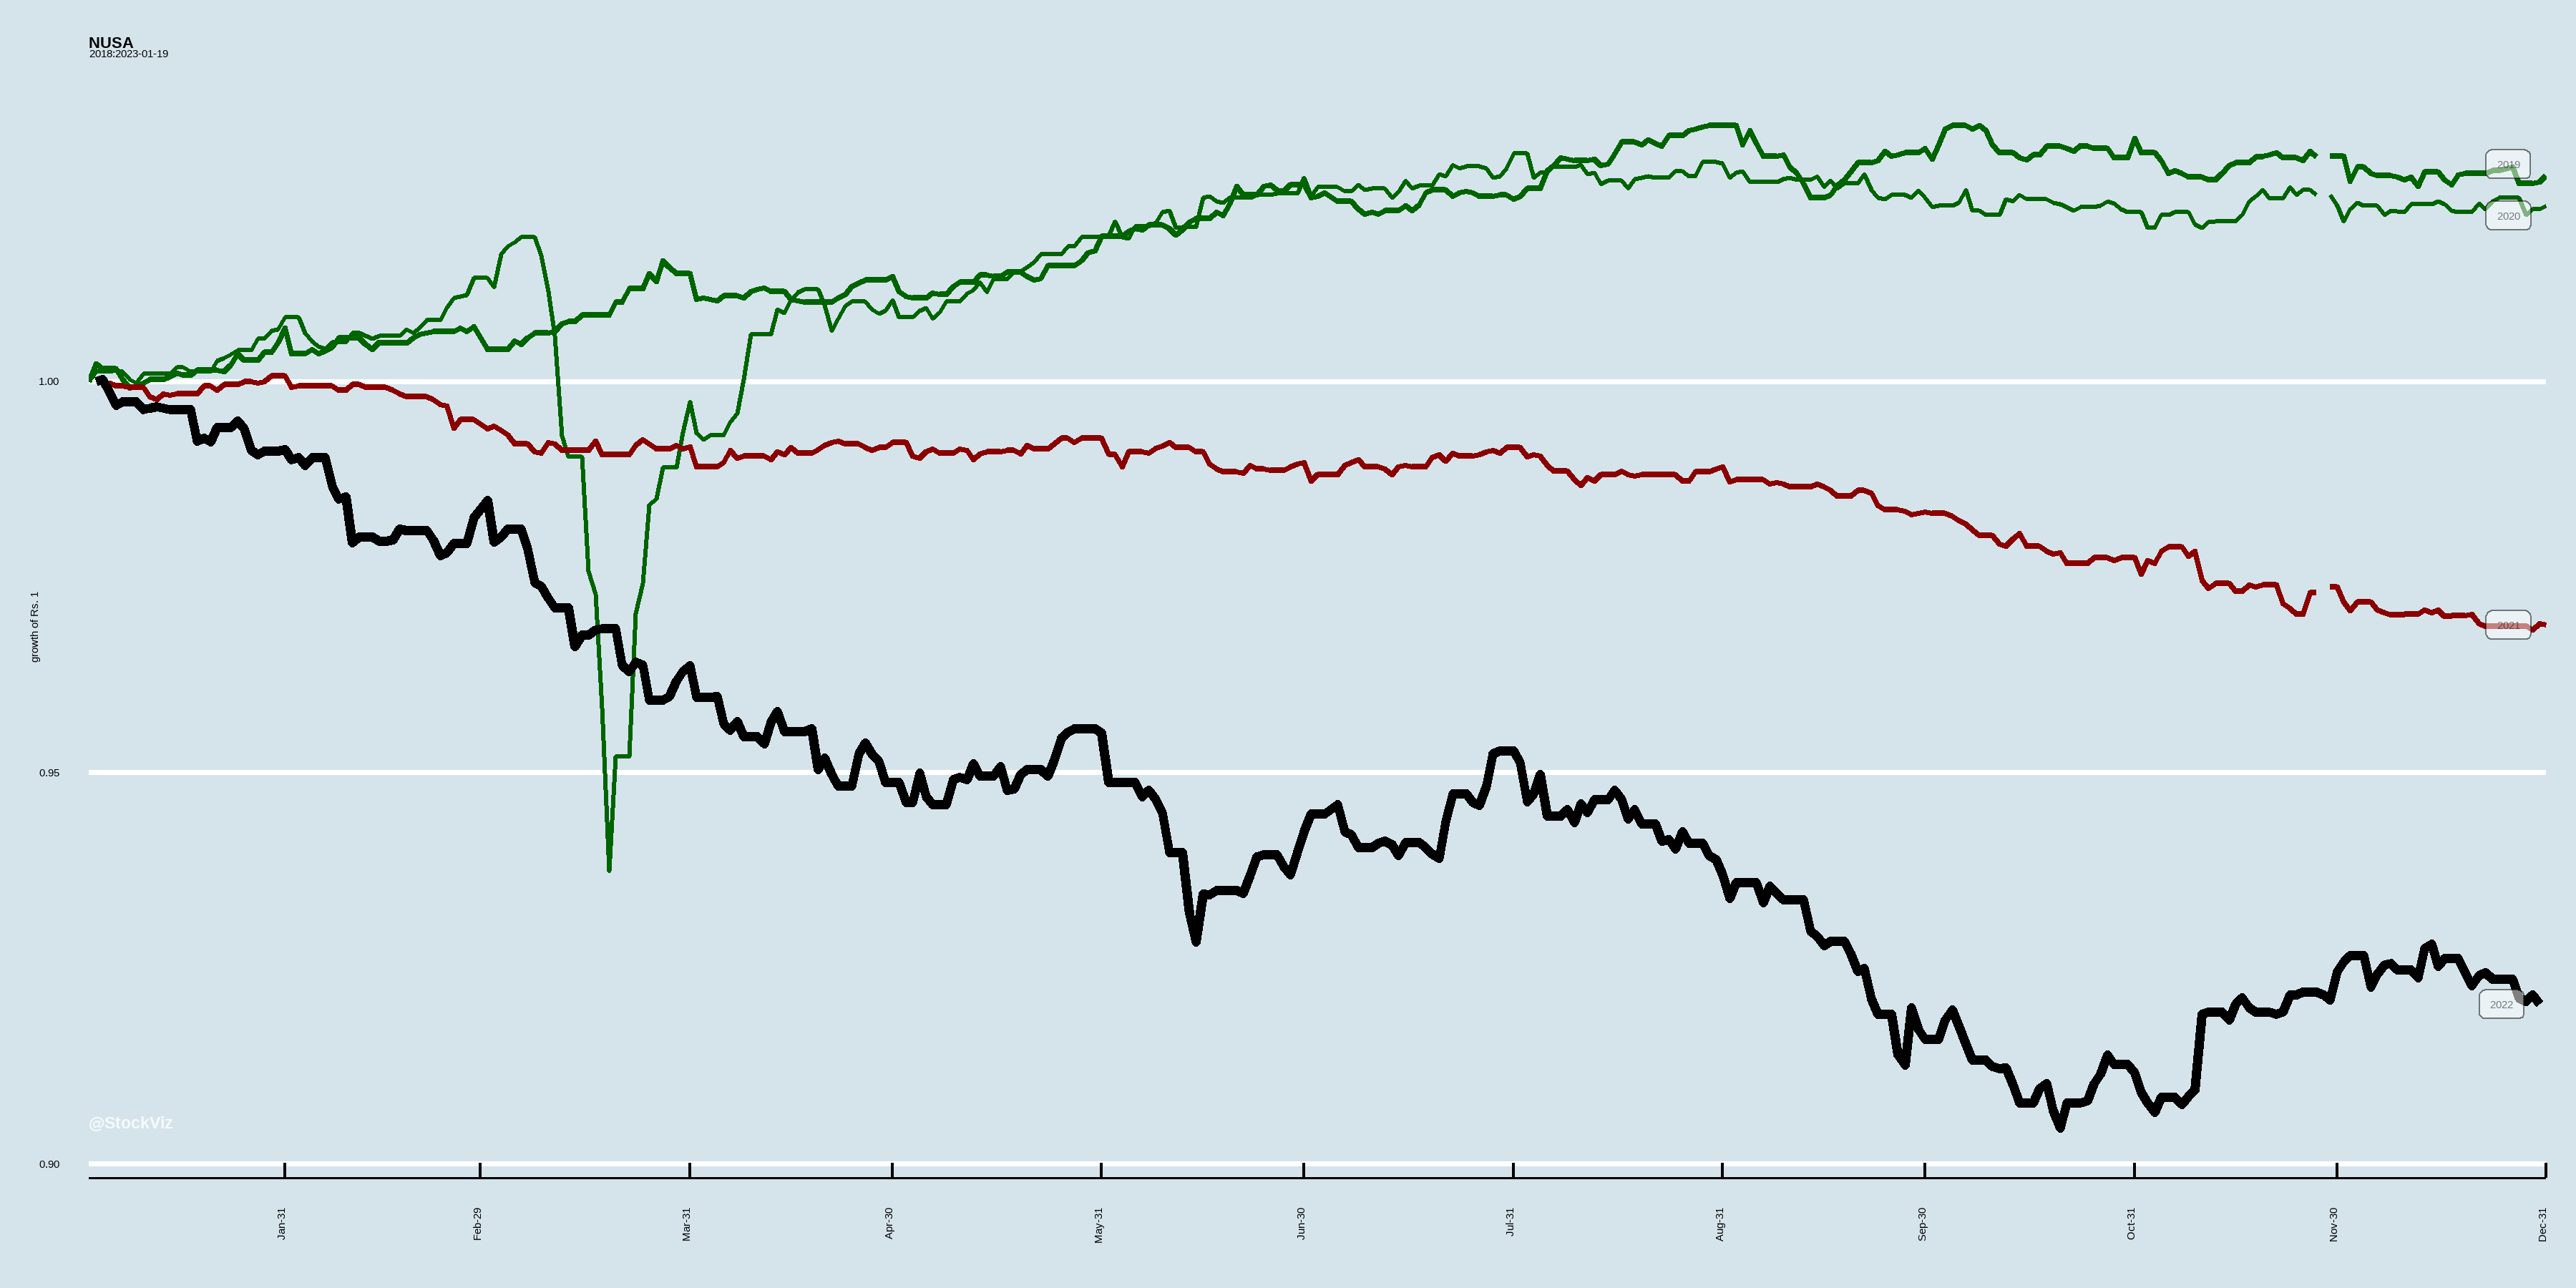 NUSA
2018:2023-01-19
2019
2020
1.00
growth of Rs. 1
2021
0.95
2022
@StockViz
0.90
Jan-31
Feb-29
Mar-31
Apr-30
May-31
Jun-30
Jul-31
Aug-31
Sep-30
Oct-31
Nov-30
Dec-31